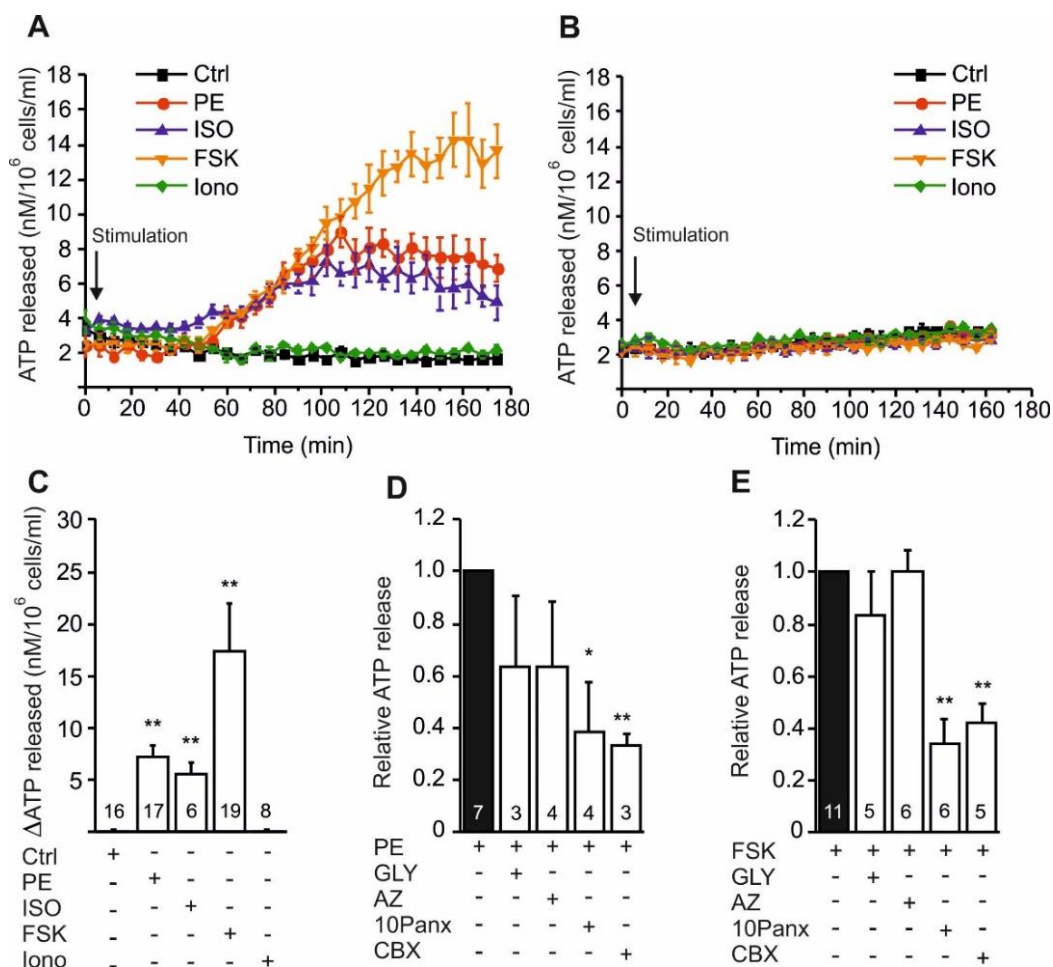 A
Ctrl
PE
ISO
FSK
Iono
18
16
14
12
10
8
6
4
2
0 20 40 60 80 100 120 140 160 180
ATP released (nM/10⁶ cells/ml)
Stimulation
Time (min)
B
Ctrl
PE
ISO
FSK
Iono
18
16
14
12
10
8
6
4
2
0 20 40 60 80 100 120 140 160 180
ATP released (nM/10⁶ cells/ml)
Stimulation
Time (min)
C
30
25
20
15
10
5
ΔATP released (nM/10⁶ cells/ml)
** ** **
16 17 6 19 8
Ctrl + - - - -
PE - + - - -
ISO - - + - -
FSK - - - + -
Iono - - - - +
D
1.2
1.0
0.8
0.6
0.4
0.2
0
Relative ATP release
* **
7 3 4 4 3
PE + + + + +
GLY - + - - -
AZ - - + - -
10Panx - - - + -
CBX - - - - +
E
1.2
1.0
0.8
0.6
0.4
0.2
0
Relative ATP release
** **
11 5 6 6 5
FSK + + + + +
GLY - + - - -
AZ - - + - -
10Panx - - - + -
CBX - - - - +